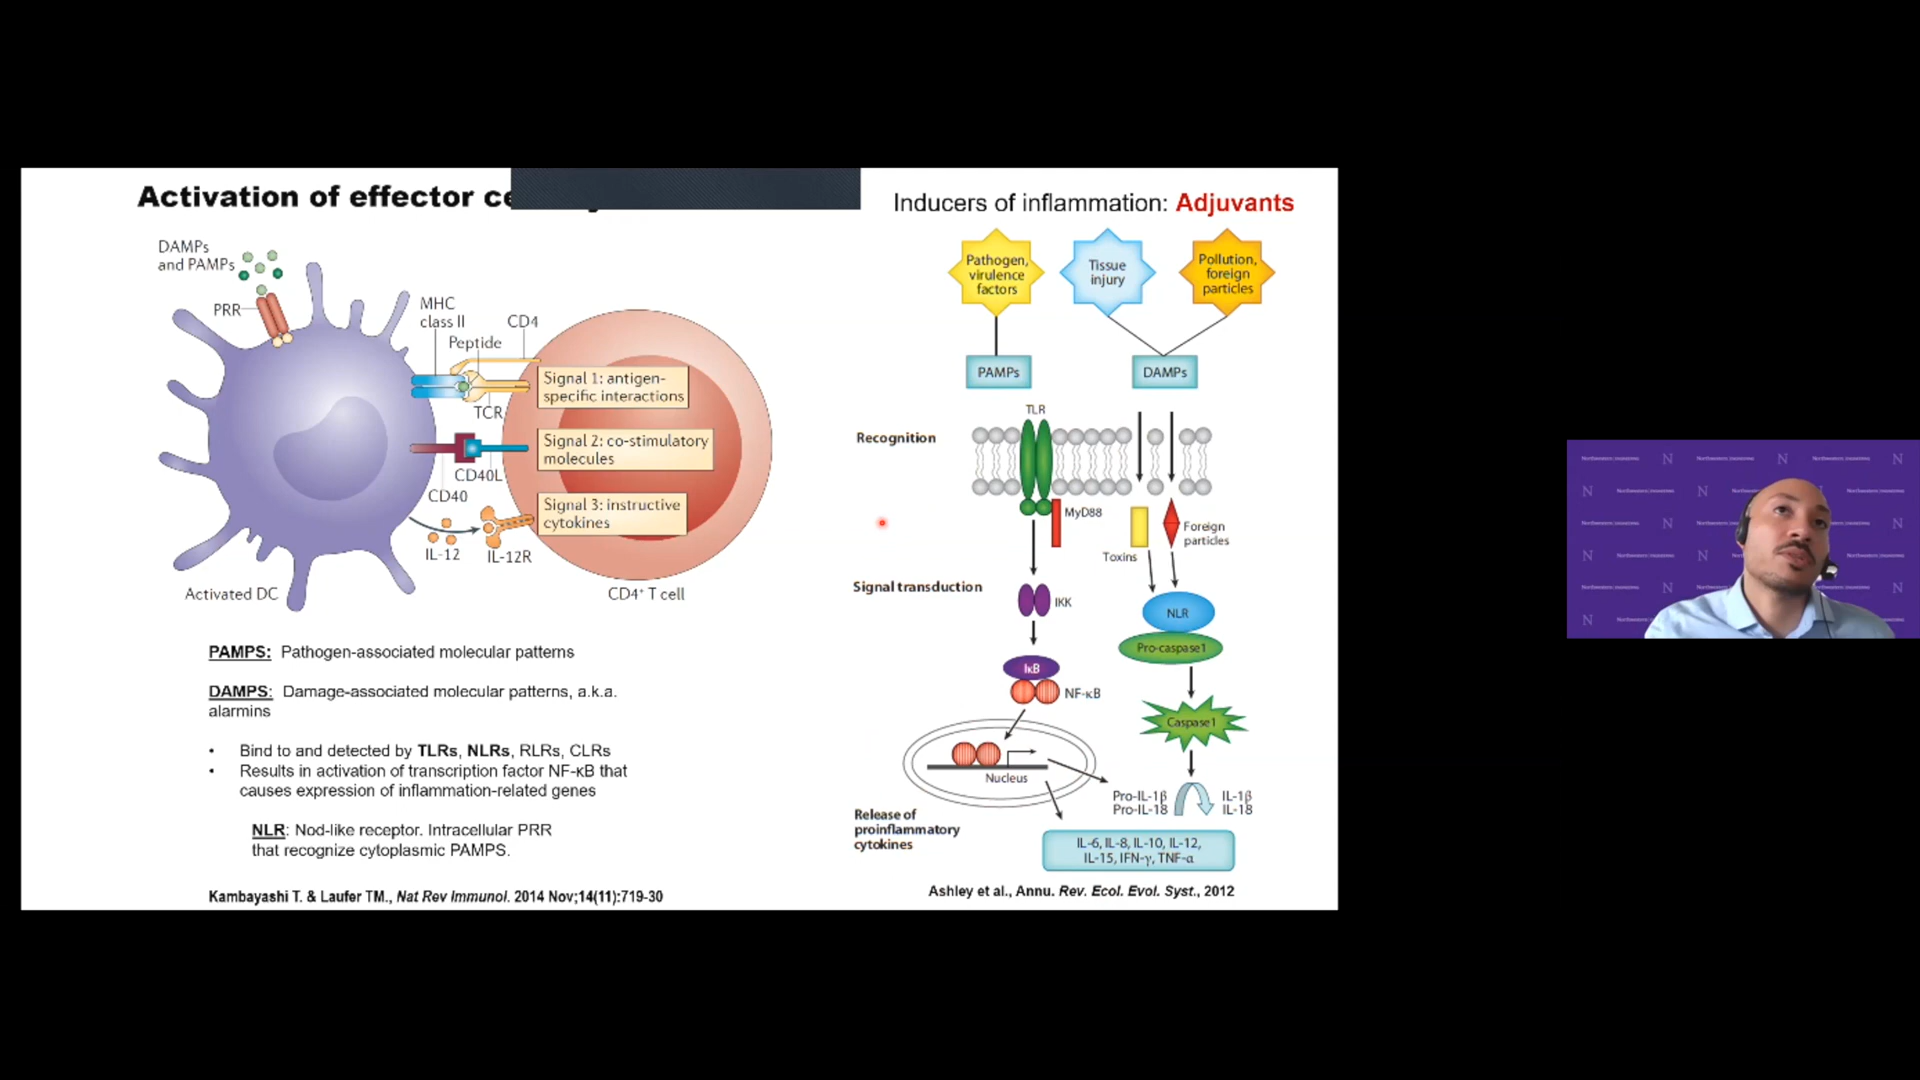 Activation of effector ce
DAMPs
and PAMPs
PRR
MHC
class II
CD4
Peptide
Signal 1: antigen-
specific interactions
TCR
Signal 2: co-stimulatory
molecules
CD40L
CD40
Signal 3: instructive
cytokines
IL-12
IL-12R
Activated DC
CD4⁺ T cell
PAMPS: Pathogen-associated molecular patterns
DAMPS: Damage-associated molecular patterns, a.k.a.
alarmins
• Bind to and detected by TLRs, NLRs, RLRs, CLRs
• Results in activation of transcription factor NF-κB that
causes expression of inflammation-related genes
NLR: Nod-like receptor. Intracellular PRR
that recognize cytoplasmic PAMPS.
Kambayashi T. & Laufer TM., Nat Rev Immunol. 2014 Nov;14(11):719-30
Inducers of inflammation: Adjuvants
Pathogen,
virulence
factors
Tissue
injury
Pollution,
foreign
particles
PAMPs
DAMPs
TLR
Recognition
MyD88
Toxins
Foreign
particles
Signal transduction
IKK
NLR
Pro-caspase1
IκB
NF-κB
Caspase1
Nucleus
Pro-IL-1β
Pro-IL-18
IL-1β
IL-18
Release of
proinflammatory
cytokines
IL-6, IL-8, IL-10, IL-12,
IL-15, IFN-γ, TNF-α
Ashley et al., Annu. Rev. Ecol. Evol. Syst., 2012